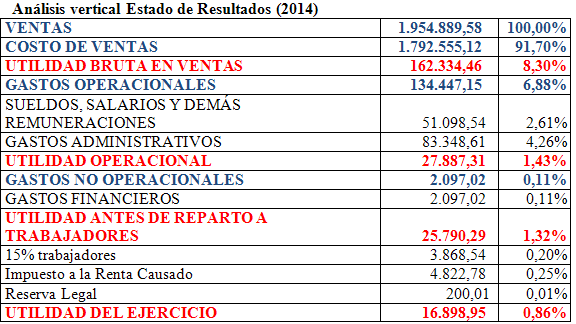 Análisis vertical Estado de Resultados (2014)
VENTAS 1.954.889,58 100,00%
COSTO DE VENTAS 1.792.555,12 91,70%
UTILIDAD BRUTA EN VENTAS 162.334,46 8,30%
GASTOS OPERACIONALES 134.447,15 6,88%
SUELDOS, SALARIOS Y DEMÁS
REMUNERACIONES 51.098,54 2,61%
GASTOS ADMINISTRATIVOS 83.348,61 4,26%
UTILIDAD OPERACIONAL 27.887,31 1,43%
GASTOS NO OPERACIONALES 2.097,02 0,11%
GASTOS FINANCIEROS 2.097,02 0,11%
UTILIDAD ANTES DE REPARTO A
TRABAJADORES 25.790,29 1,32%
15% trabajadores 3.868,54 0,20%
Impuesto a la Renta Causado 4.822,78 0,25%
Reserva Legal 200,01 0,01%
UTILIDAD DEL EJERCICIO 16.898,95 0,86%